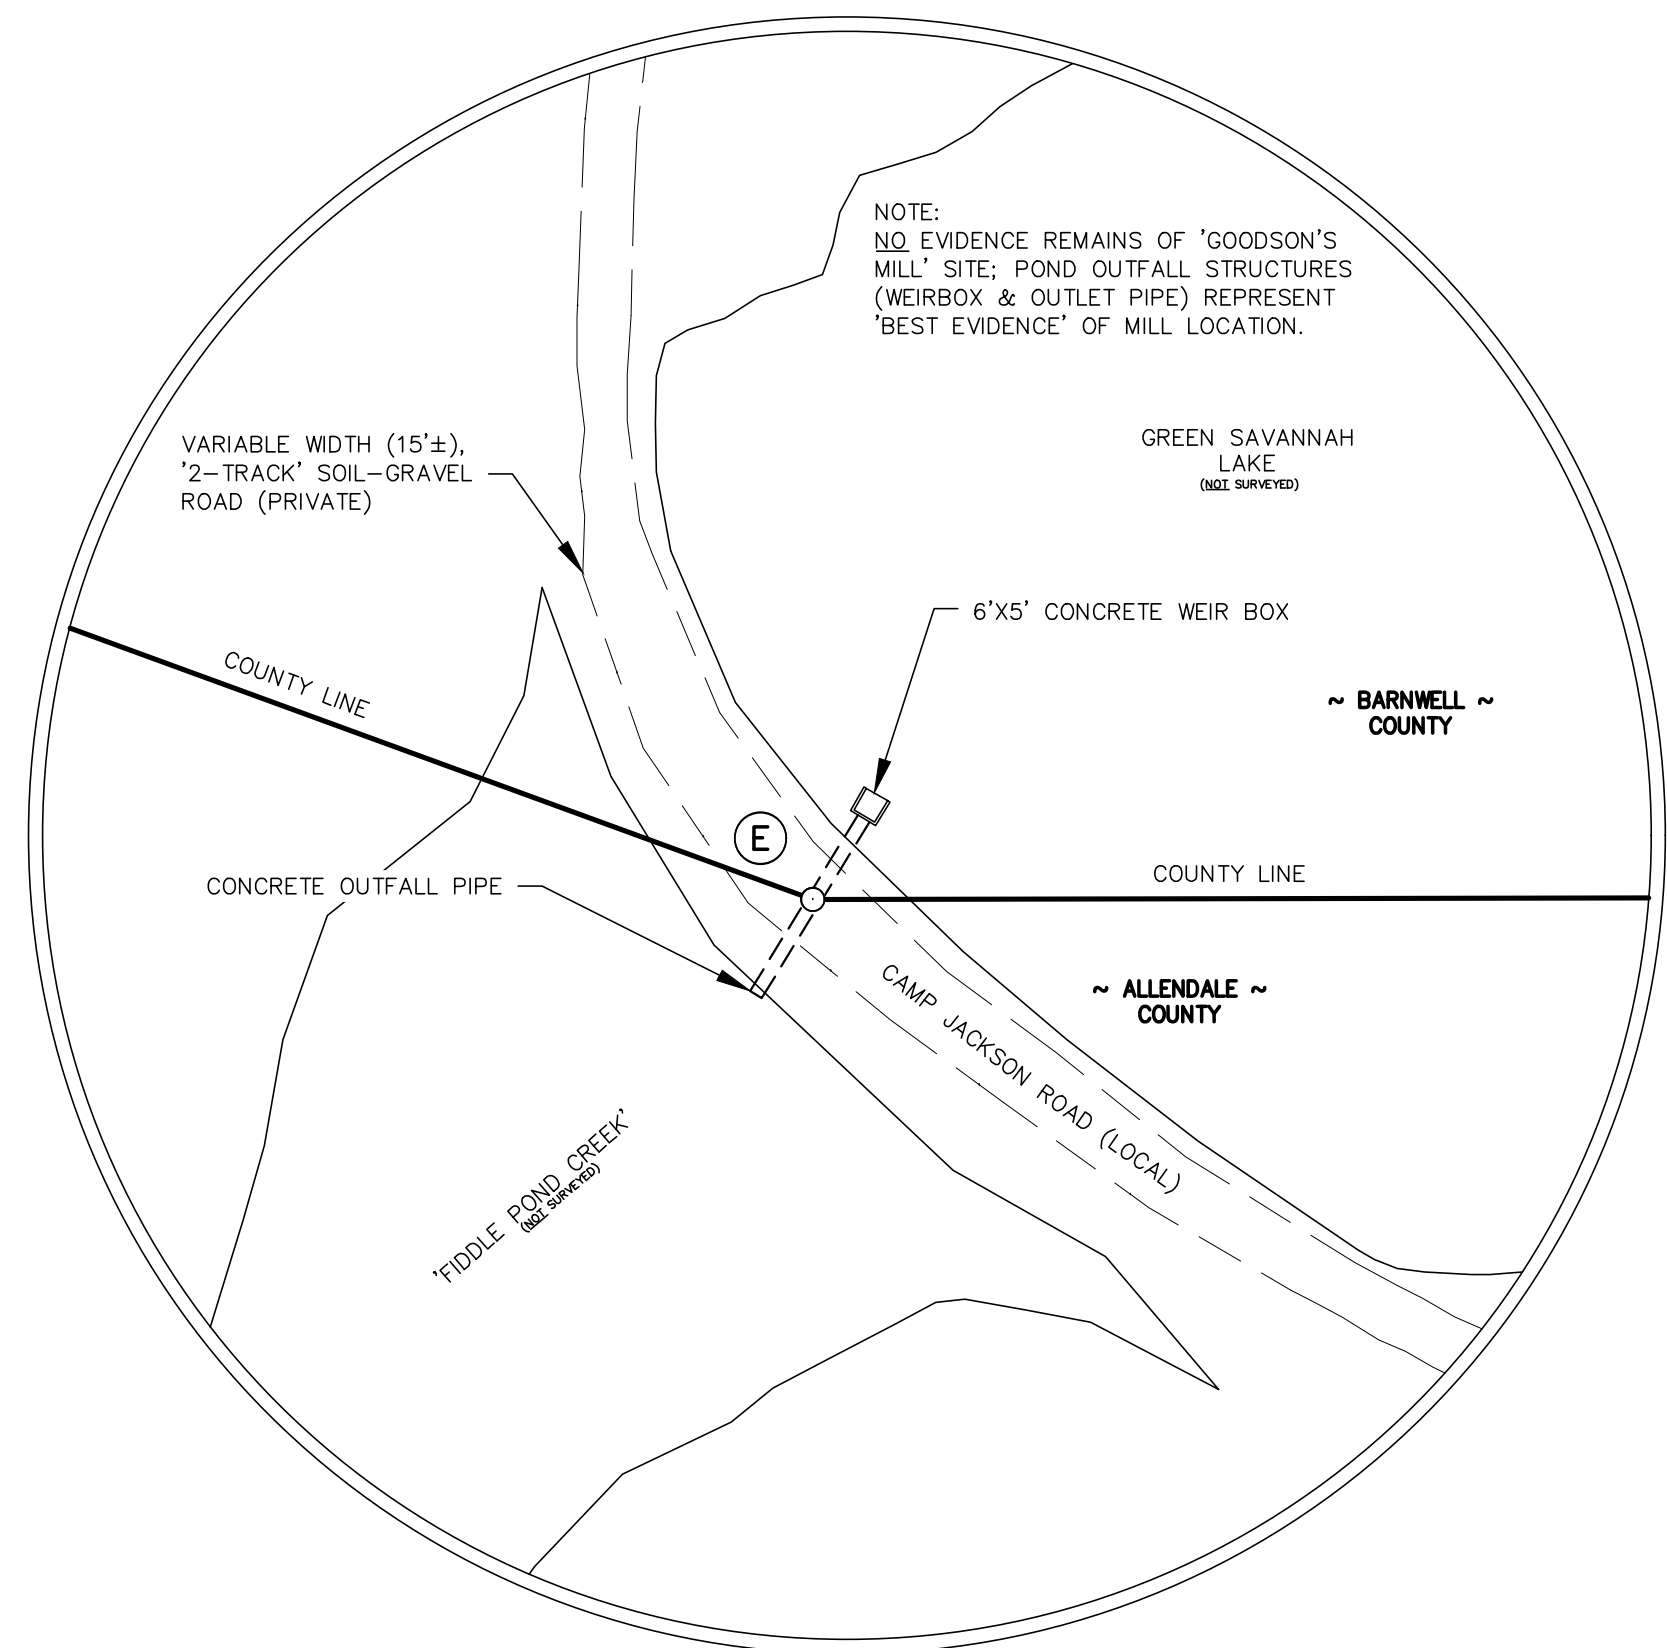 NOTE:
NO EVIDENCE REMAINS OF 'GOODSON'S
MILL' SITE; POND OUTFALL STRUCTURES
(WEIRBOX & OUTLET PIPE) REPRESENT
'BEST EVIDENCE' OF MILL LOCATION.
VARIABLE WIDTH (15'±),
'2-TRACK' SOIL-GRAVEL
ROAD (PRIVATE)
GREEN SAVANNAH
LAKE
(NOT SURVEYED)
6'X5' CONCRETE WEIR BOX
COUNTY LINE
~ BARNWELL ~
COUNTY
E
CONCRETE OUTFALL PIPE
COUNTY LINE
~ ALLENDALE ~
COUNTY
CAMP JACKSON ROAD (LOCAL)
'FIDDLE POND CREEK'
(NOT SURVEYED)